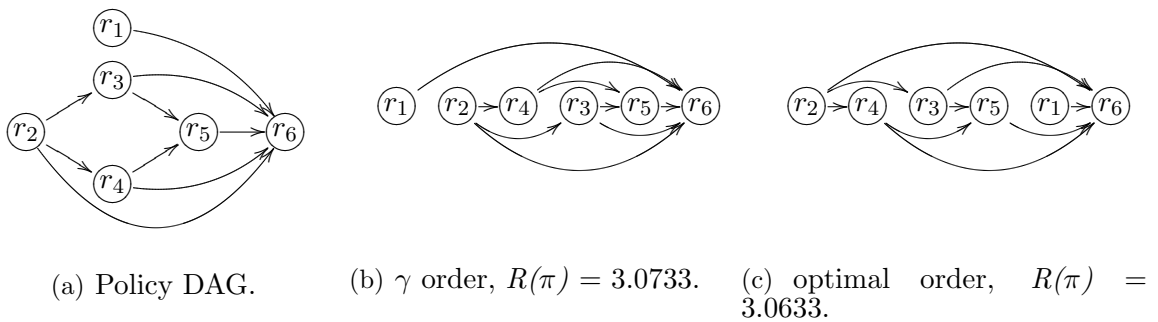 r1
r3
r2
r5
r6
r4
r1 r2 r4 r3 r5 r6
r2 r4 r3 r5 r1 r6
(a) Policy DAG.
(b) γ order, R(π) = 3.0733.
(c) optimal order, R(π) =
3.0633.